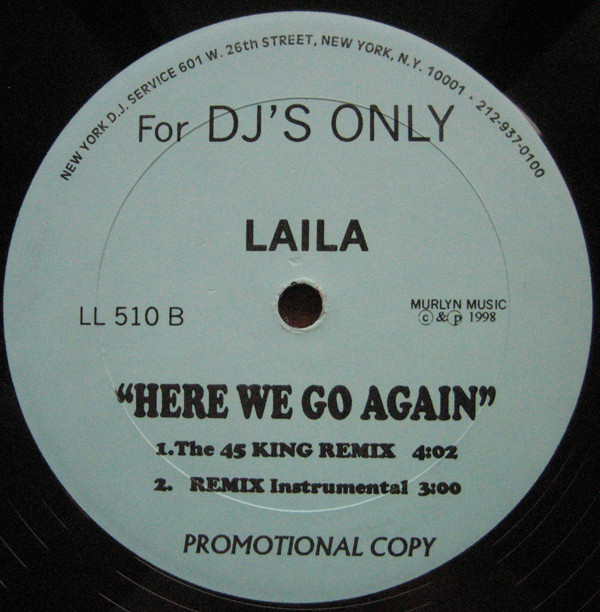 NEW YORK D.J. SERVICE 601 W. 26th STREET, NEW YORK, N.Y. 10001 · 212-937-0100
For DJ'S ONLY
LAILA
LL 510 B
MURLYN MUSIC
©&℗ 1998
"HERE WE GO AGAIN"
1.The 45 KING REMIX 4:02
2. REMIX Instrumental 3:00
PROMOTIONAL COPY